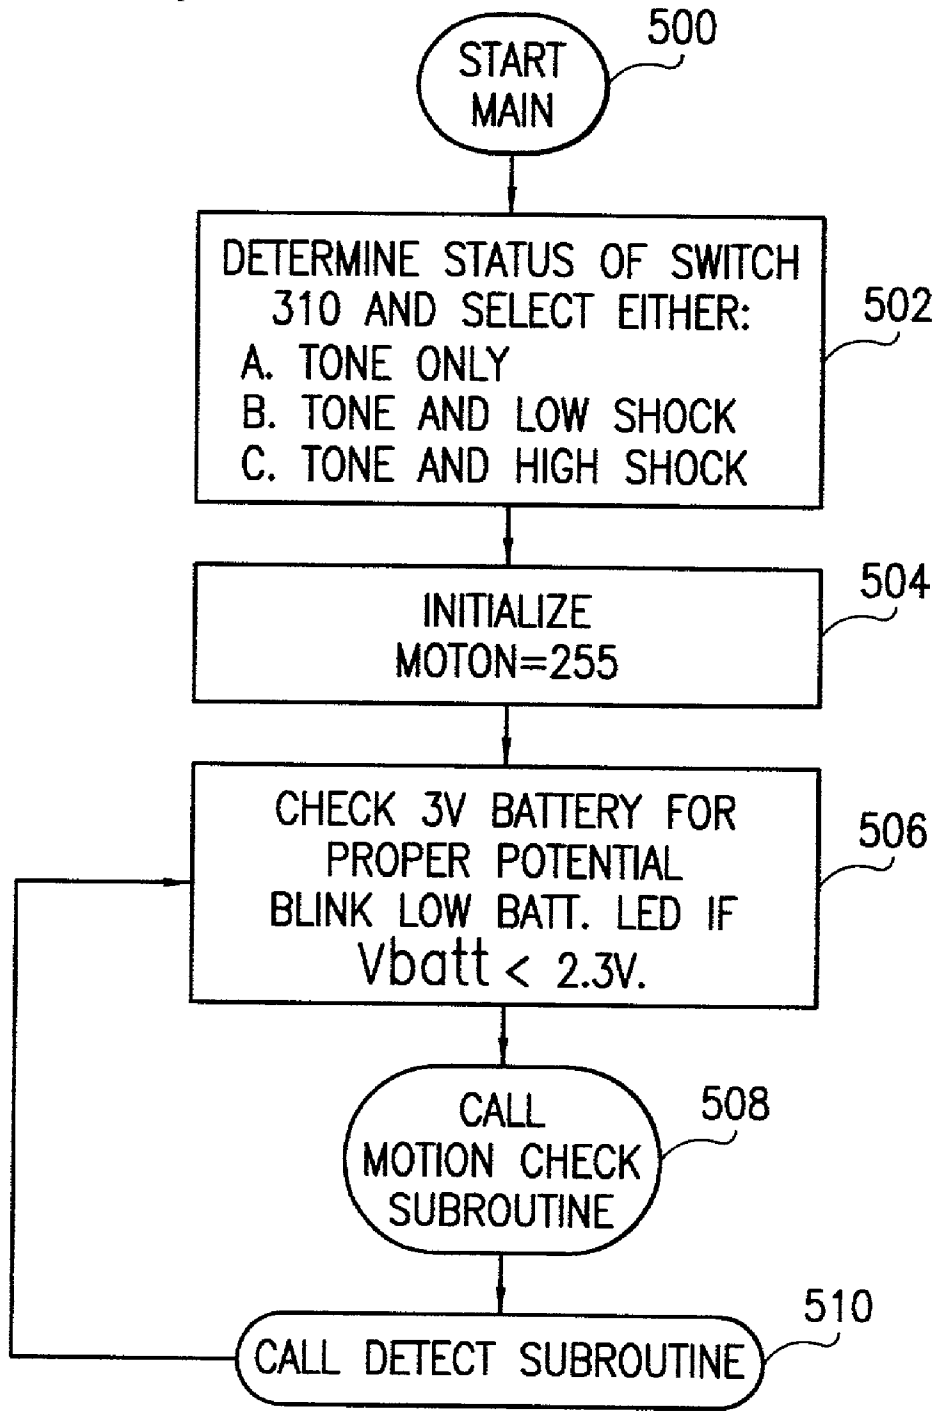 500
START
MAIN
502
DETERMINE STATUS OF SWITCH
310 AND SELECT EITHER:
A. TONE ONLY
B. TONE AND LOW SHOCK
C. TONE AND HIGH SHOCK
504
INITIALIZE
MOTON=255
506
CHECK 3V BATTERY FOR
PROPER POTENTIAL
BLINK LOW BATT. LED IF
Vbatt < 2.3V.
508
CALL
MOTION CHECK
SUBROUTINE
510
CALL DETECT SUBROUTINE